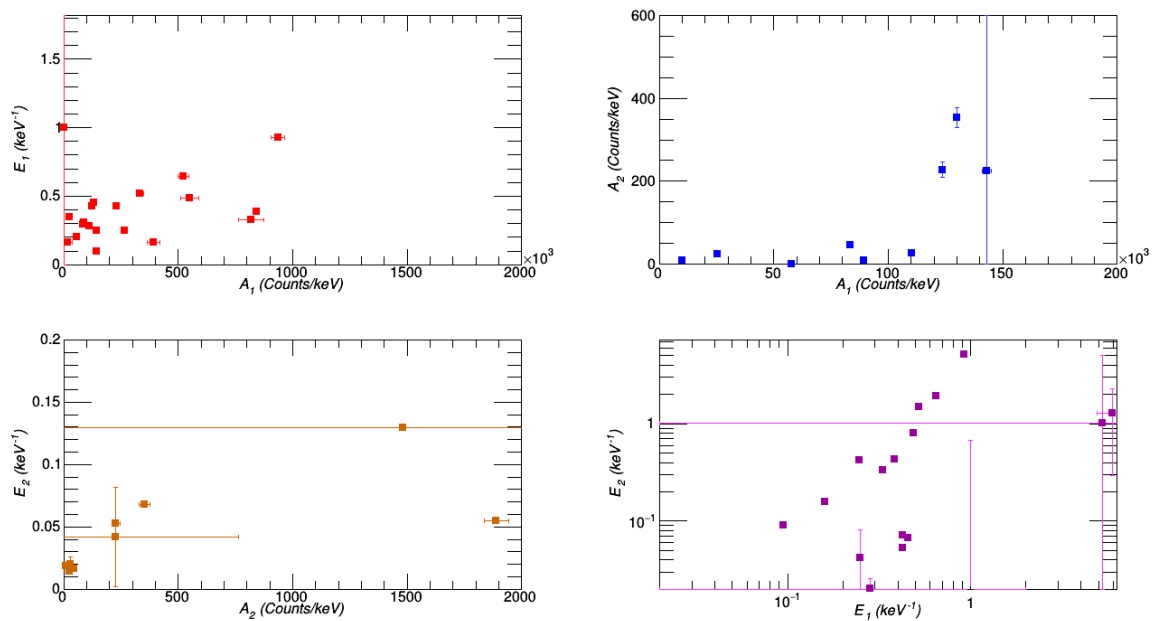 1.5
1
0.5
0
E₁ (keV⁻¹)
0 500 1000 1500 2000
×10³
A₁ (Counts/keV)
600
400
200
0
A₂ (Counts/keV)
0 50 100 150 200
×10³
A₁ (Counts/keV)
0.2
0.15
0.1
0.05
0
E₂ (keV⁻¹)
0 500 1000 1500 2000
A₂ (Counts/keV)
1
10⁻¹
E₂ (keV⁻¹)
10⁻¹ 1
E₁ (keV⁻¹)